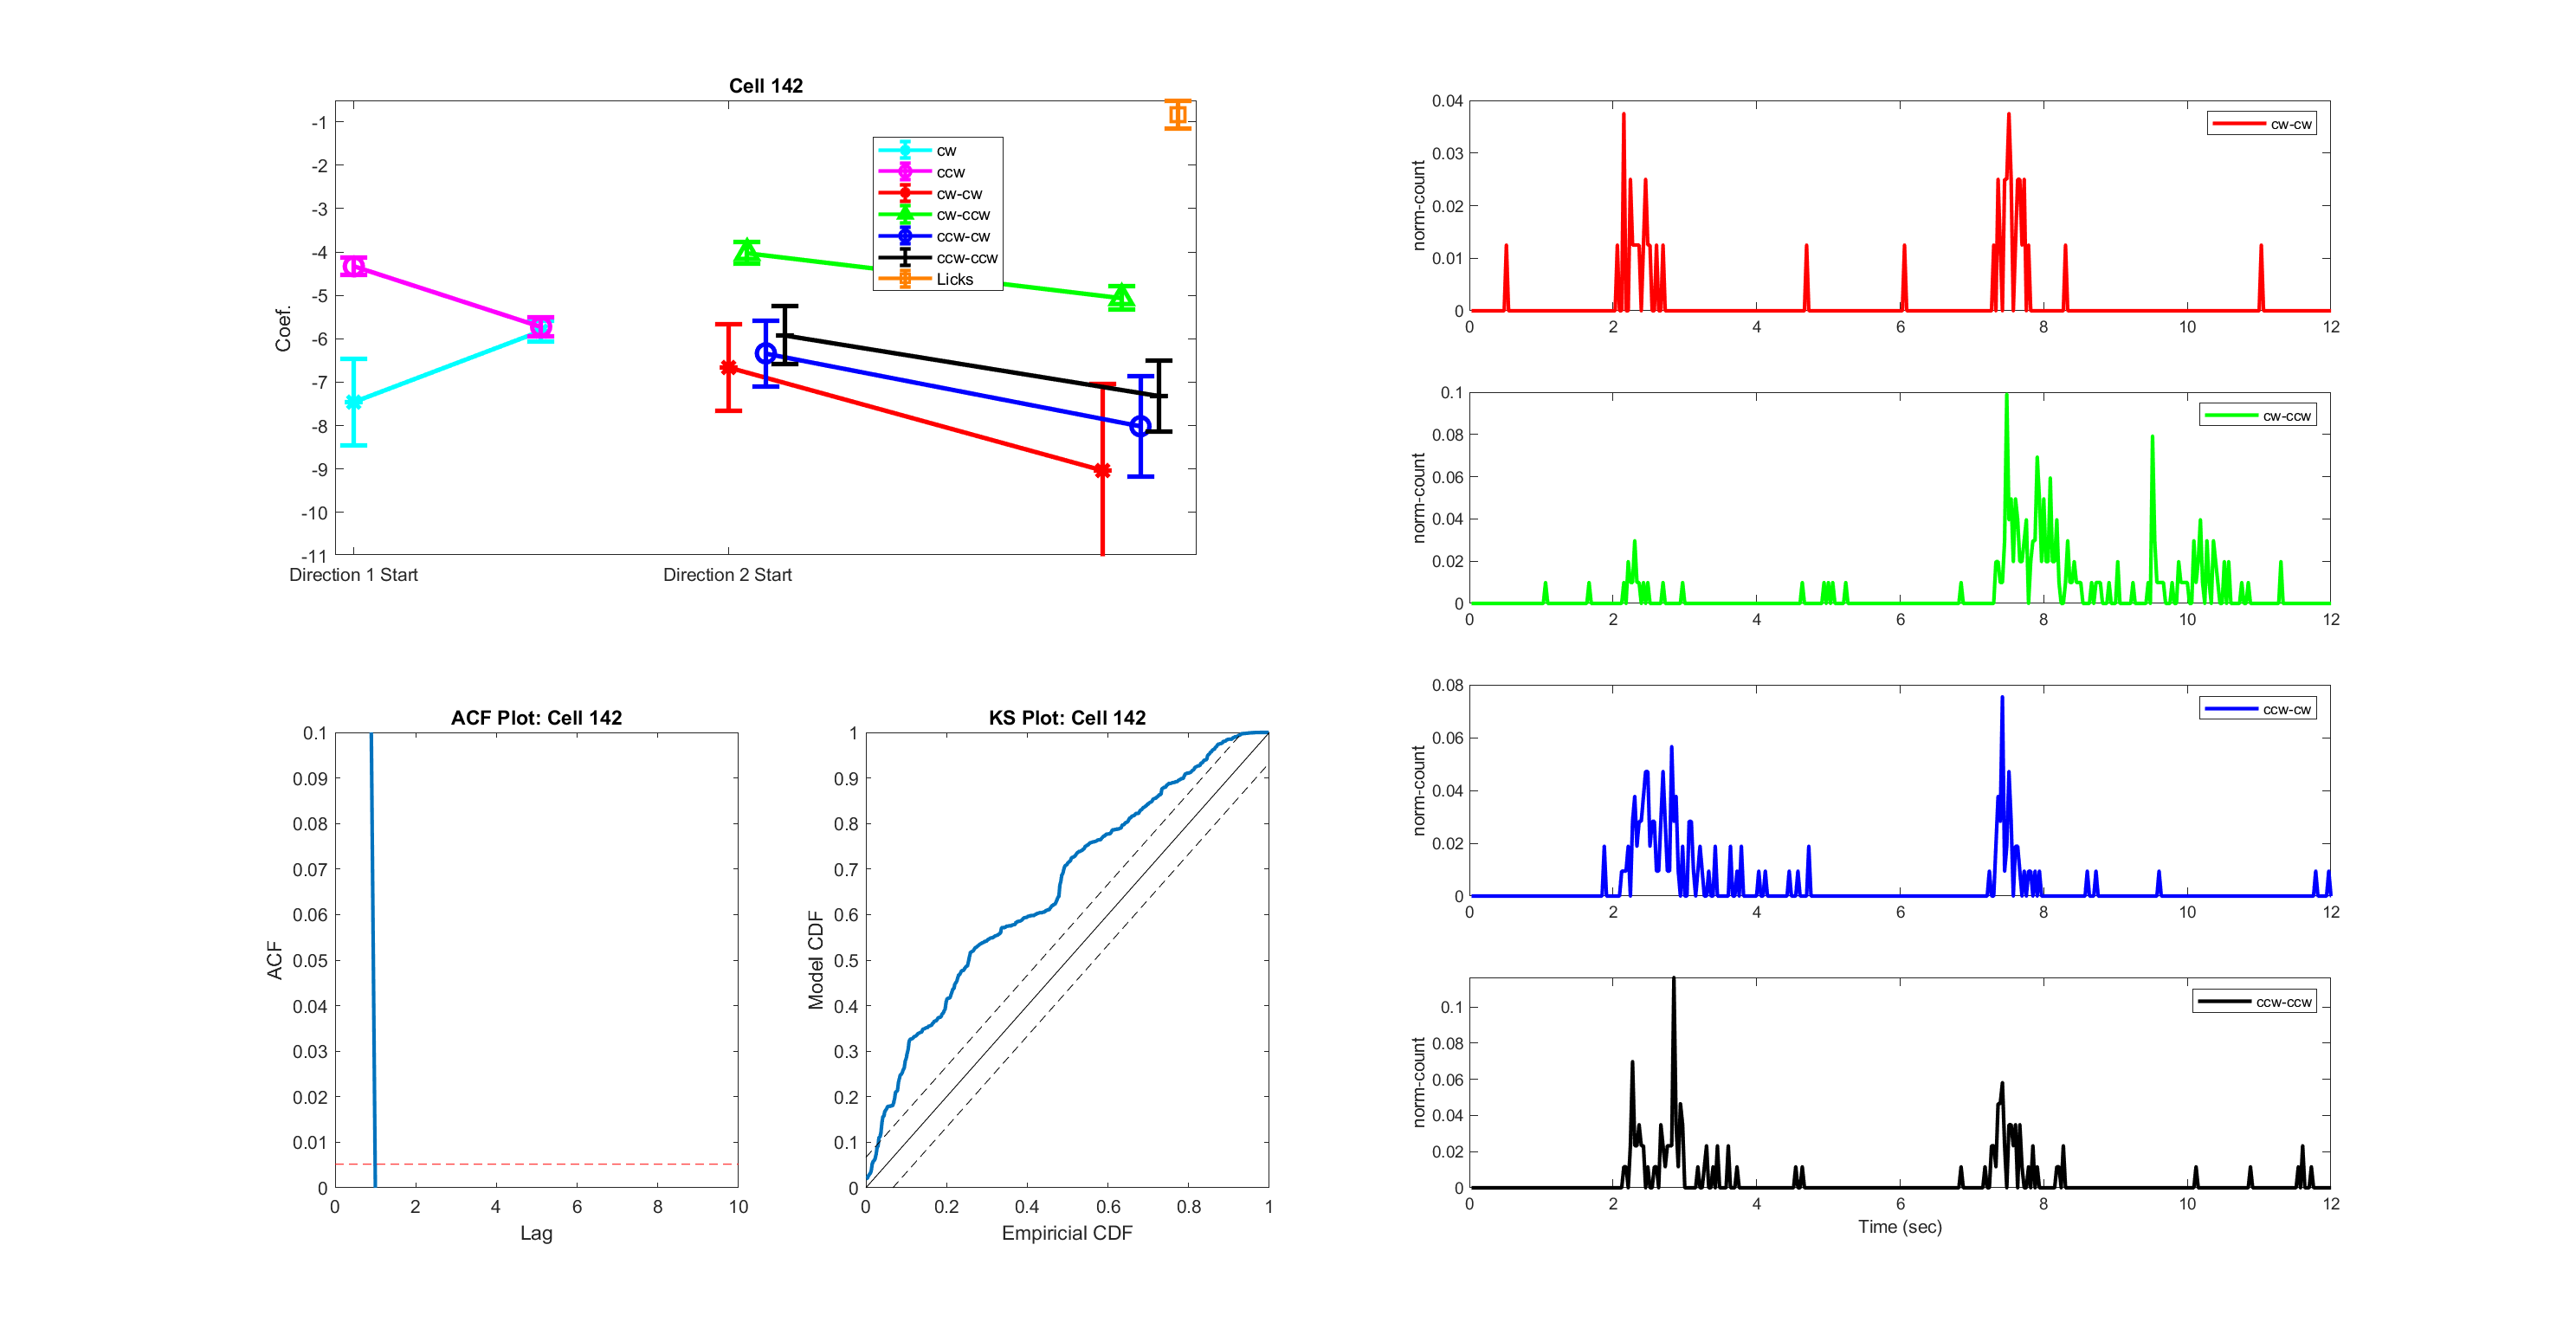 Cell 142
-1
-2
-3
-4
-5
-6
-7
-8
-9
-10
-11
Coef.
Direction 1 Start
Direction 2 Start
cw
ccw
cw-cw
cw-ccw
ccw-cw
ccw-ccw
Licks
ACF Plot: Cell 142
0.1
0.09
0.08
0.07
0.06
0.05
0.04
0.03
0.02
0.01
0
ACF
0 2 4 6 8 10
Lag
KS Plot: Cell 142
1
0.9
0.8
0.7
0.6
0.5
0.4
0.3
0.2
0.1
0
Model CDF
0 0.2 0.4 0.6 0.8 1
Empiricial CDF
0.04
0.03
0.02
0.01
0
norm-count
cw-cw
0 2 4 6 8 10 12
0.1
0.08
0.06
0.04
0.02
0
norm-count
cw-ccw
0 2 4 6 8 10 12
0.08
0.06
0.04
0.02
0
norm-count
ccw-cw
0 2 4 6 8 10 12
0.1
0.08
0.06
0.04
0.02
0
norm-count
ccw-ccw
0 2 4 6 8 10 12
Time (sec)